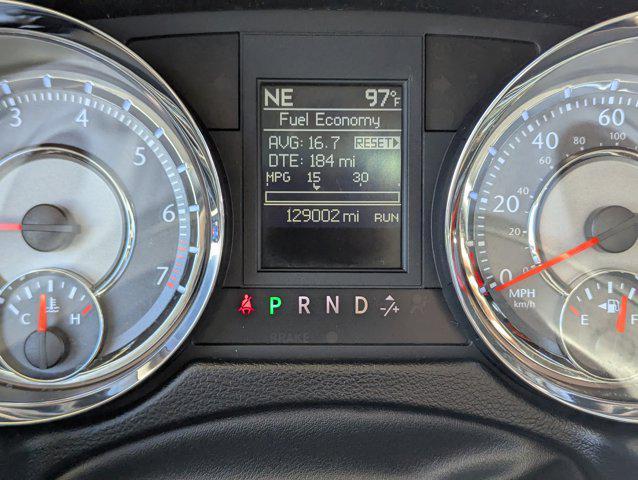 NE 97°F
Fuel Economy
AVG: 16.7 RESET
DTE: 184 mi
MPG 15 30
129002 mi RUN
P R N D -/+
BRAKE
3 4 5 6 7
C H
0 20 40 60
0 20 40 60 80 100
MPH
km/h
E F